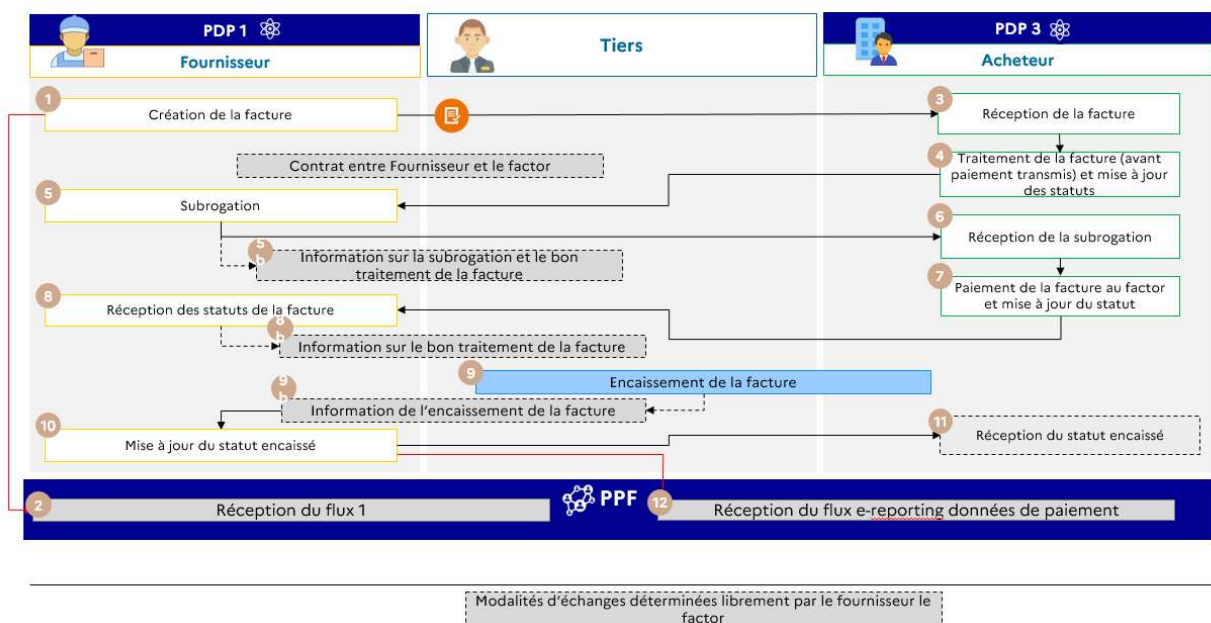 PDP 1
Fournisseur
Tiers
PDP 3
Acheteur
1
Création de la facture
3
Réception de la facture
Contrat entre Fournisseur et le factor
4
Traitement de la facture (avant
paiement transmis) et mise à jour
des statuts
5
Subrogation
6
Réception de la subrogation
5
b
Information sur la subrogation et le bon
traitement de la facture
7
Paiement de la facture au factor
et mise à jour du statut
8
Réception des statuts de la facture
8
b
Information sur le bon traitement de la facture
9
Encaissement de la facture
9
b
Information de l'encaissement de la facture
10
Mise à jour du statut encaissé
11
Réception du statut encaissé
PPF
2
Réception du flux 1
12
Réception du flux e-reporting données de paiement
Modalités d'échanges déterminées librement par le fournisseur le
factor